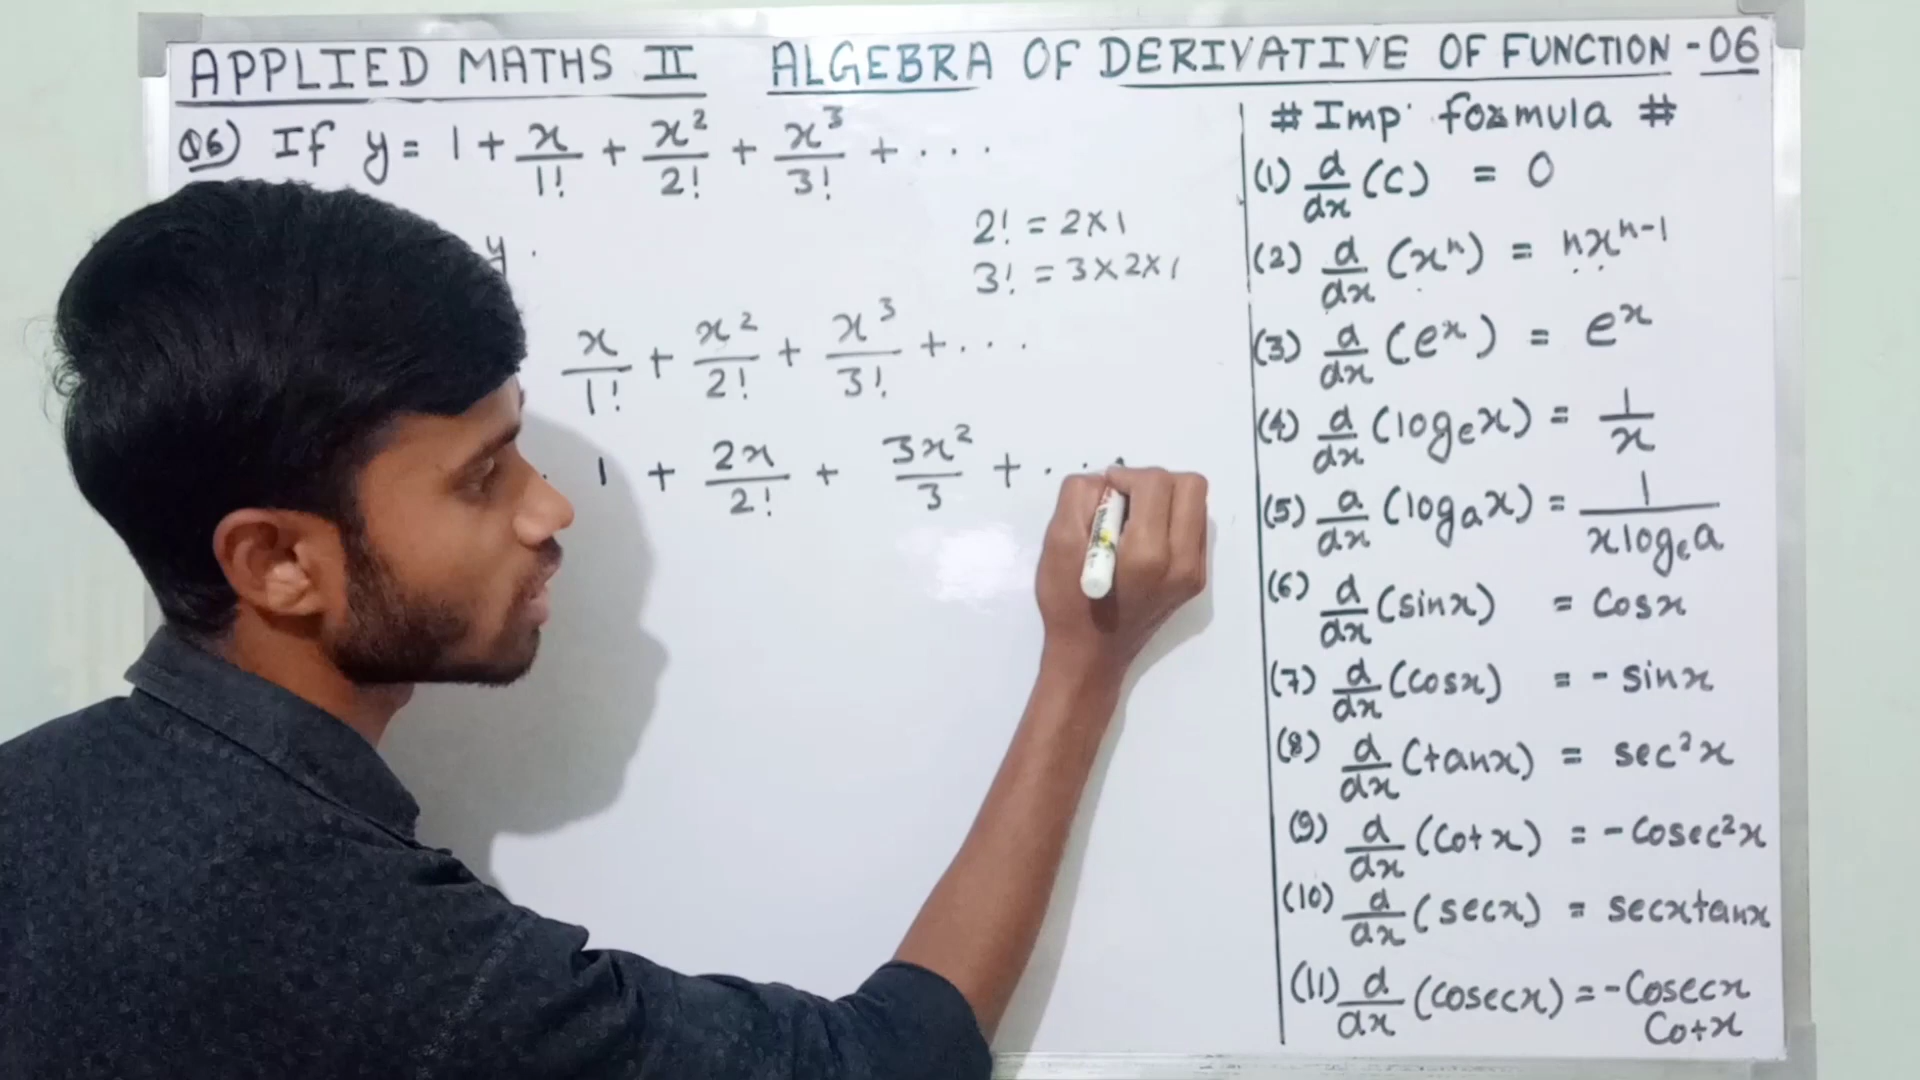 APPLIED MATHS II ALGEBRA OF DERIVATIVE OF FUNCTION - 06
Q6) If y = 1 + x/1! + x²/2! + x³/3! + ...
y .
2! = 2×1
3! = 3×2×1
x/1! + x²/2! + x³/3! + ...
1 + 2x/2! + 3x²/3 + ...
# Imp. formula #
(1) d/dx (c) = 0
(2) d/dx (xⁿ) = nxⁿ⁻¹
(3) d/dx (eˣ) = eˣ
(4) d/dx (logₑx) = 1/x
(5) d/dx (logₐx) = 1/(x logₑa)
(6) d/dx (sinx) = Cosx
(7) d/dx (cosx) = - sinx
(8) d/dx (tanx) = sec²x
(9) d/dx (Cotx) = - Cosec²x
(10) d/dx (secx) = secxtanx
(11) d/dx (cosecx) = - Cosecx
Cotx